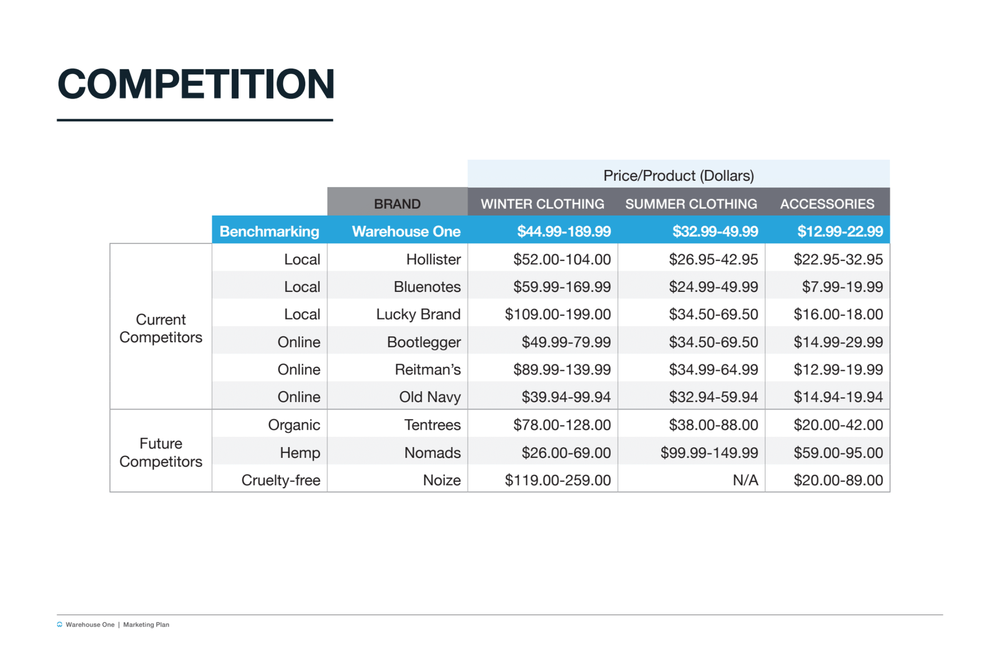 COMPETITION
Price/Product (Dollars)
BRAND WINTER CLOTHING SUMMER CLOTHING ACCESSORIES
Benchmarking Warehouse One $44.99-189.99 $32.99-49.99 $12.99-22.99
Current Competitors
Local Hollister $52.00-104.00 $26.95-42.95 $22.95-32.95
Local Bluenotes $59.99-169.99 $24.99-49.99 $7.99-19.99
Local Lucky Brand $109.00-199.00 $34.50-69.50 $16.00-18.00
Online Bootlegger $49.99-79.99 $34.50-69.50 $14.99-29.99
Online Reitman’s $89.99-139.99 $34.99-64.99 $12.99-19.99
Online Old Navy $39.94-99.94 $32.94-59.94 $14.94-19.94
Future Competitors
Organic Tentrees $78.00-128.00 $38.00-88.00 $20.00-42.00
Hemp Nomads $26.00-69.00 $99.99-149.99 $59.00-95.00
Cruelty-free Noize $119.00-259.00 N/A $20.00-89.00
Warehouse One | Marketing Plan